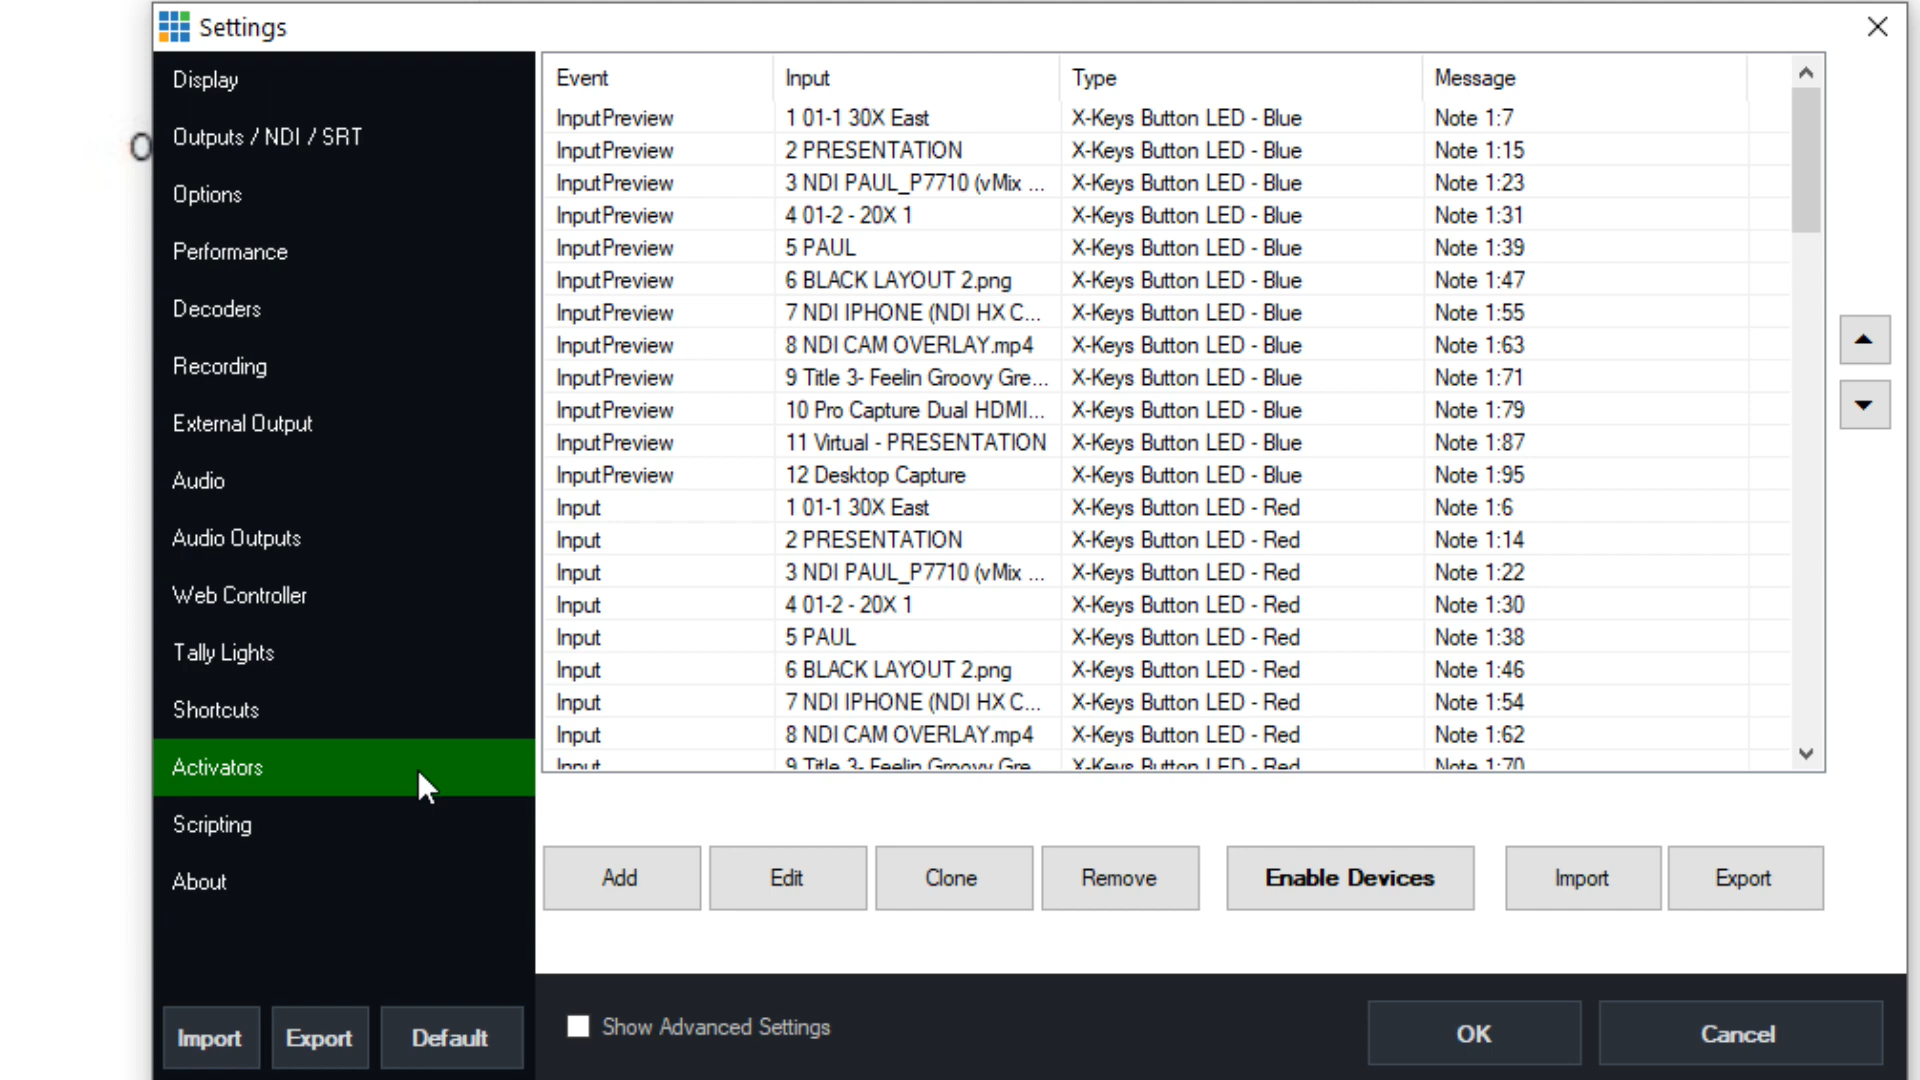 Settings
Display
Outputs / NDI / SRT
Options
Performance
Decoders
Recording
External Output
Audio
Audio Outputs
Web Controller
Tally Lights
Shortcuts
Activators
Scripting
About
Import Export Default
Event Input Type Message
InputPreview 1 01-1 30X East X-Keys Button LED - Blue Note 1:7
InputPreview 2 PRESENTATION X-Keys Button LED - Blue Note 1:15
InputPreview 3 NDI PAUL_P7710 (vMix ... X-Keys Button LED - Blue Note 1:23
InputPreview 4 01-2 - 20X 1 X-Keys Button LED - Blue Note 1:31
InputPreview 5 PAUL X-Keys Button LED - Blue Note 1:39
InputPreview 6 BLACK LAYOUT 2.png X-Keys Button LED - Blue Note 1:47
InputPreview 7 NDI IPHONE (NDI HX C... X-Keys Button LED - Blue Note 1:55
InputPreview 8 NDI CAM OVERLAY.mp4 X-Keys Button LED - Blue Note 1:63
InputPreview 9 Title 3- Feelin Groovy Gre... X-Keys Button LED - Blue Note 1:71
InputPreview 10 Pro Capture Dual HDMI... X-Keys Button LED - Blue Note 1:79
InputPreview 11 Virtual - PRESENTATION X-Keys Button LED - Blue Note 1:87
InputPreview 12 Desktop Capture X-Keys Button LED - Blue Note 1:95
Input 1 01-1 30X East X-Keys Button LED - Red Note 1:6
Input 2 PRESENTATION X-Keys Button LED - Red Note 1:14
Input 3 NDI PAUL_P7710 (vMix ... X-Keys Button LED - Red Note 1:22
Input 4 01-2 - 20X 1 X-Keys Button LED - Red Note 1:30
Input 5 PAUL X-Keys Button LED - Red Note 1:38
Input 6 BLACK LAYOUT 2.png X-Keys Button LED - Red Note 1:46
Input 7 NDI IPHONE (NDI HX C... X-Keys Button LED - Red Note 1:54
Input 8 NDI CAM OVERLAY.mp4 X-Keys Button LED - Red Note 1:62
Input 9 Title 3- Feelin Groovy Gre... X-Keys Button LED - Red Note 1:70
Add Edit Clone Remove Enable Devices Import Export
Show Advanced Settings OK Cancel